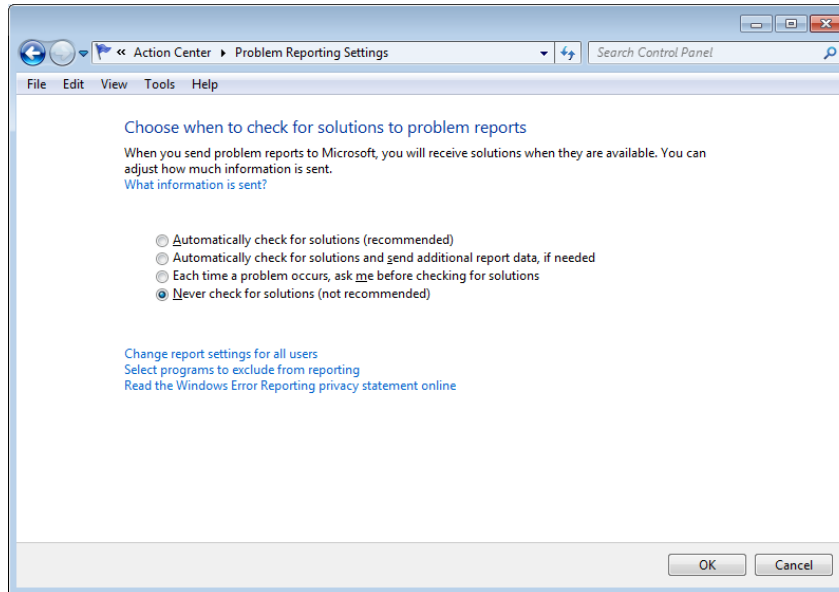 « Action Center ▸ Problem Reporting Settings
Search Control Panel
File Edit View Tools Help
Choose when to check for solutions to problem reports
When you send problem reports to Microsoft, you will receive solutions when they are available. You can
adjust how much information is sent.
What information is sent?
Automatically check for solutions (recommended)
Automatically check for solutions and send additional report data, if needed
Each time a problem occurs, ask me before checking for solutions
Never check for solutions (not recommended)
Change report settings for all users
Select programs to exclude from reporting
Read the Windows Error Reporting privacy statement online
OK Cancel